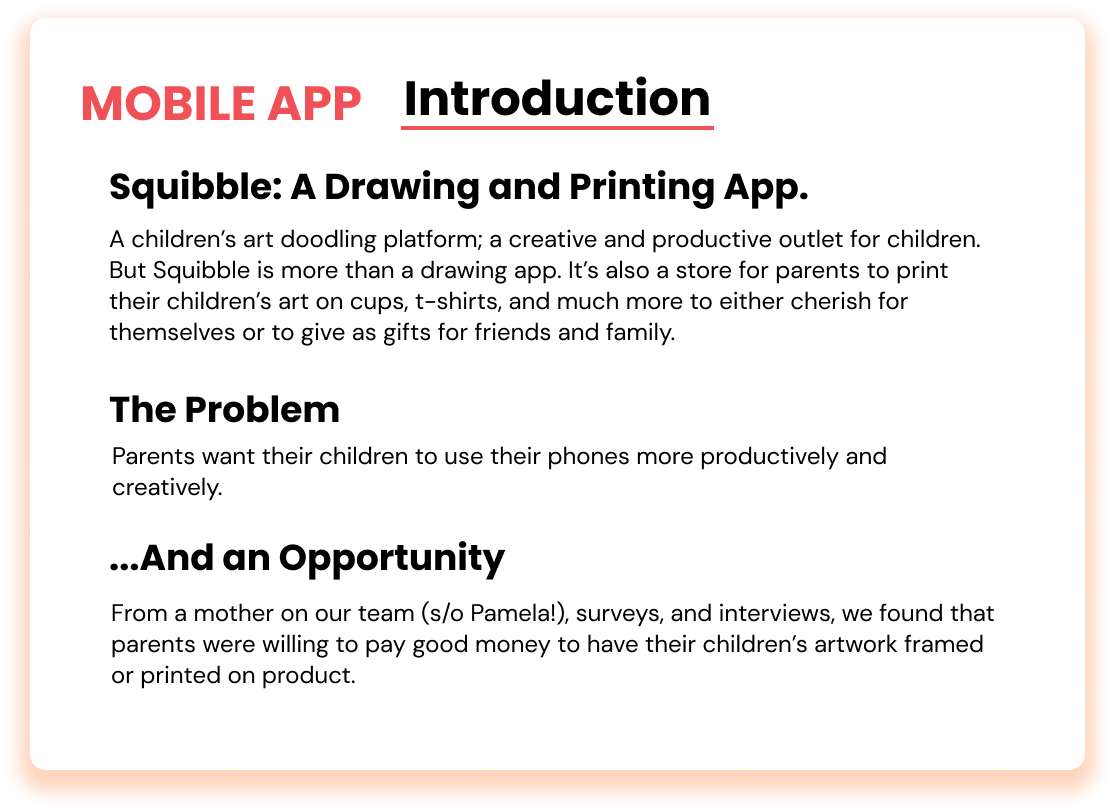 MOBILE APP Introduction
Squibble: A Drawing and Printing App.
A children’s art doodling platform; a creative and productive outlet for children.
But Squibble is more than a drawing app. It’s also a store for parents to print
their children’s art on cups, t-shirts, and much more to either cherish for
themselves or to give as gifts for friends and family.
The Problem
Parents want their children to use their phones more productively and
creatively.
...And an Opportunity
From a mother on our team (s/o Pamela!), surveys, and interviews, we found that
parents were willing to pay good money to have their children’s artwork framed
or printed on product.